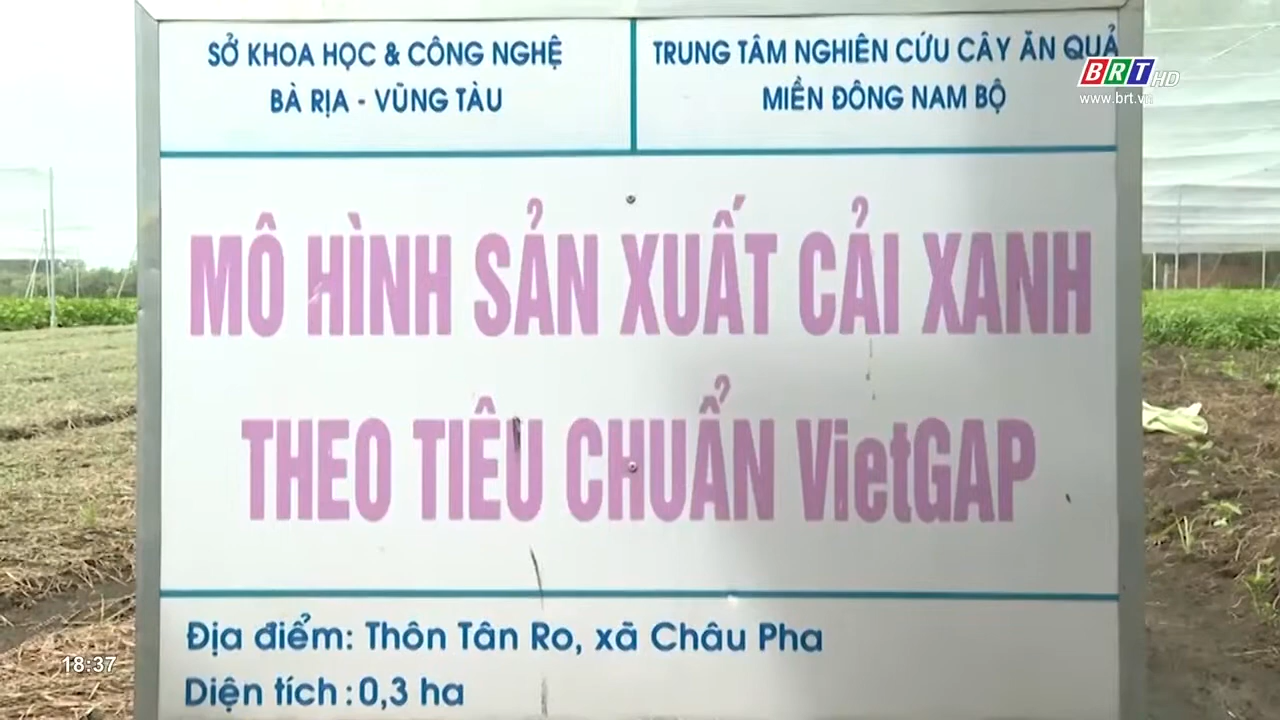 SỞ KHOA HỌC & CÔNG NGHỆ
BÀ RỊA - VŨNG TÀU
TRUNG TÂM NGHIÊN CỨU CÂY ĂN QUẢ
MIỀN ĐÔNG NAM BỘ
BRT HD
www.brt.vn
MÔ HÌNH SẢN XUẤT CẢI XANH
THEO TIÊU CHUẨN VietGAP
Địa điểm: Thôn Tân Ro, xã Châu Pha
Diện tích : 0,3 ha
18:37